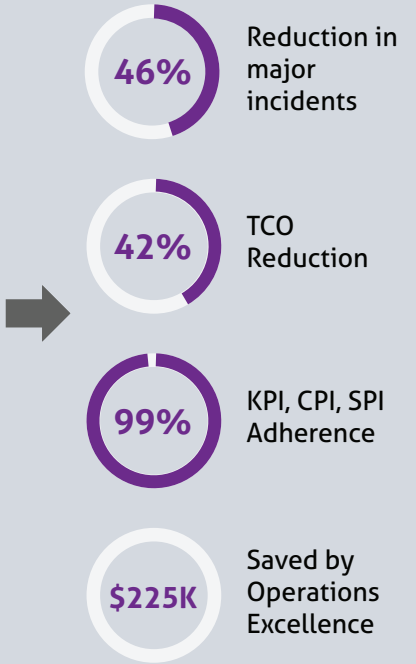 46%
Reduction in
major
incidents
42%
TCO
Reduction
99%
KPI, CPI, SPI
Adherence
$225K
Saved by
Operations
Excellence